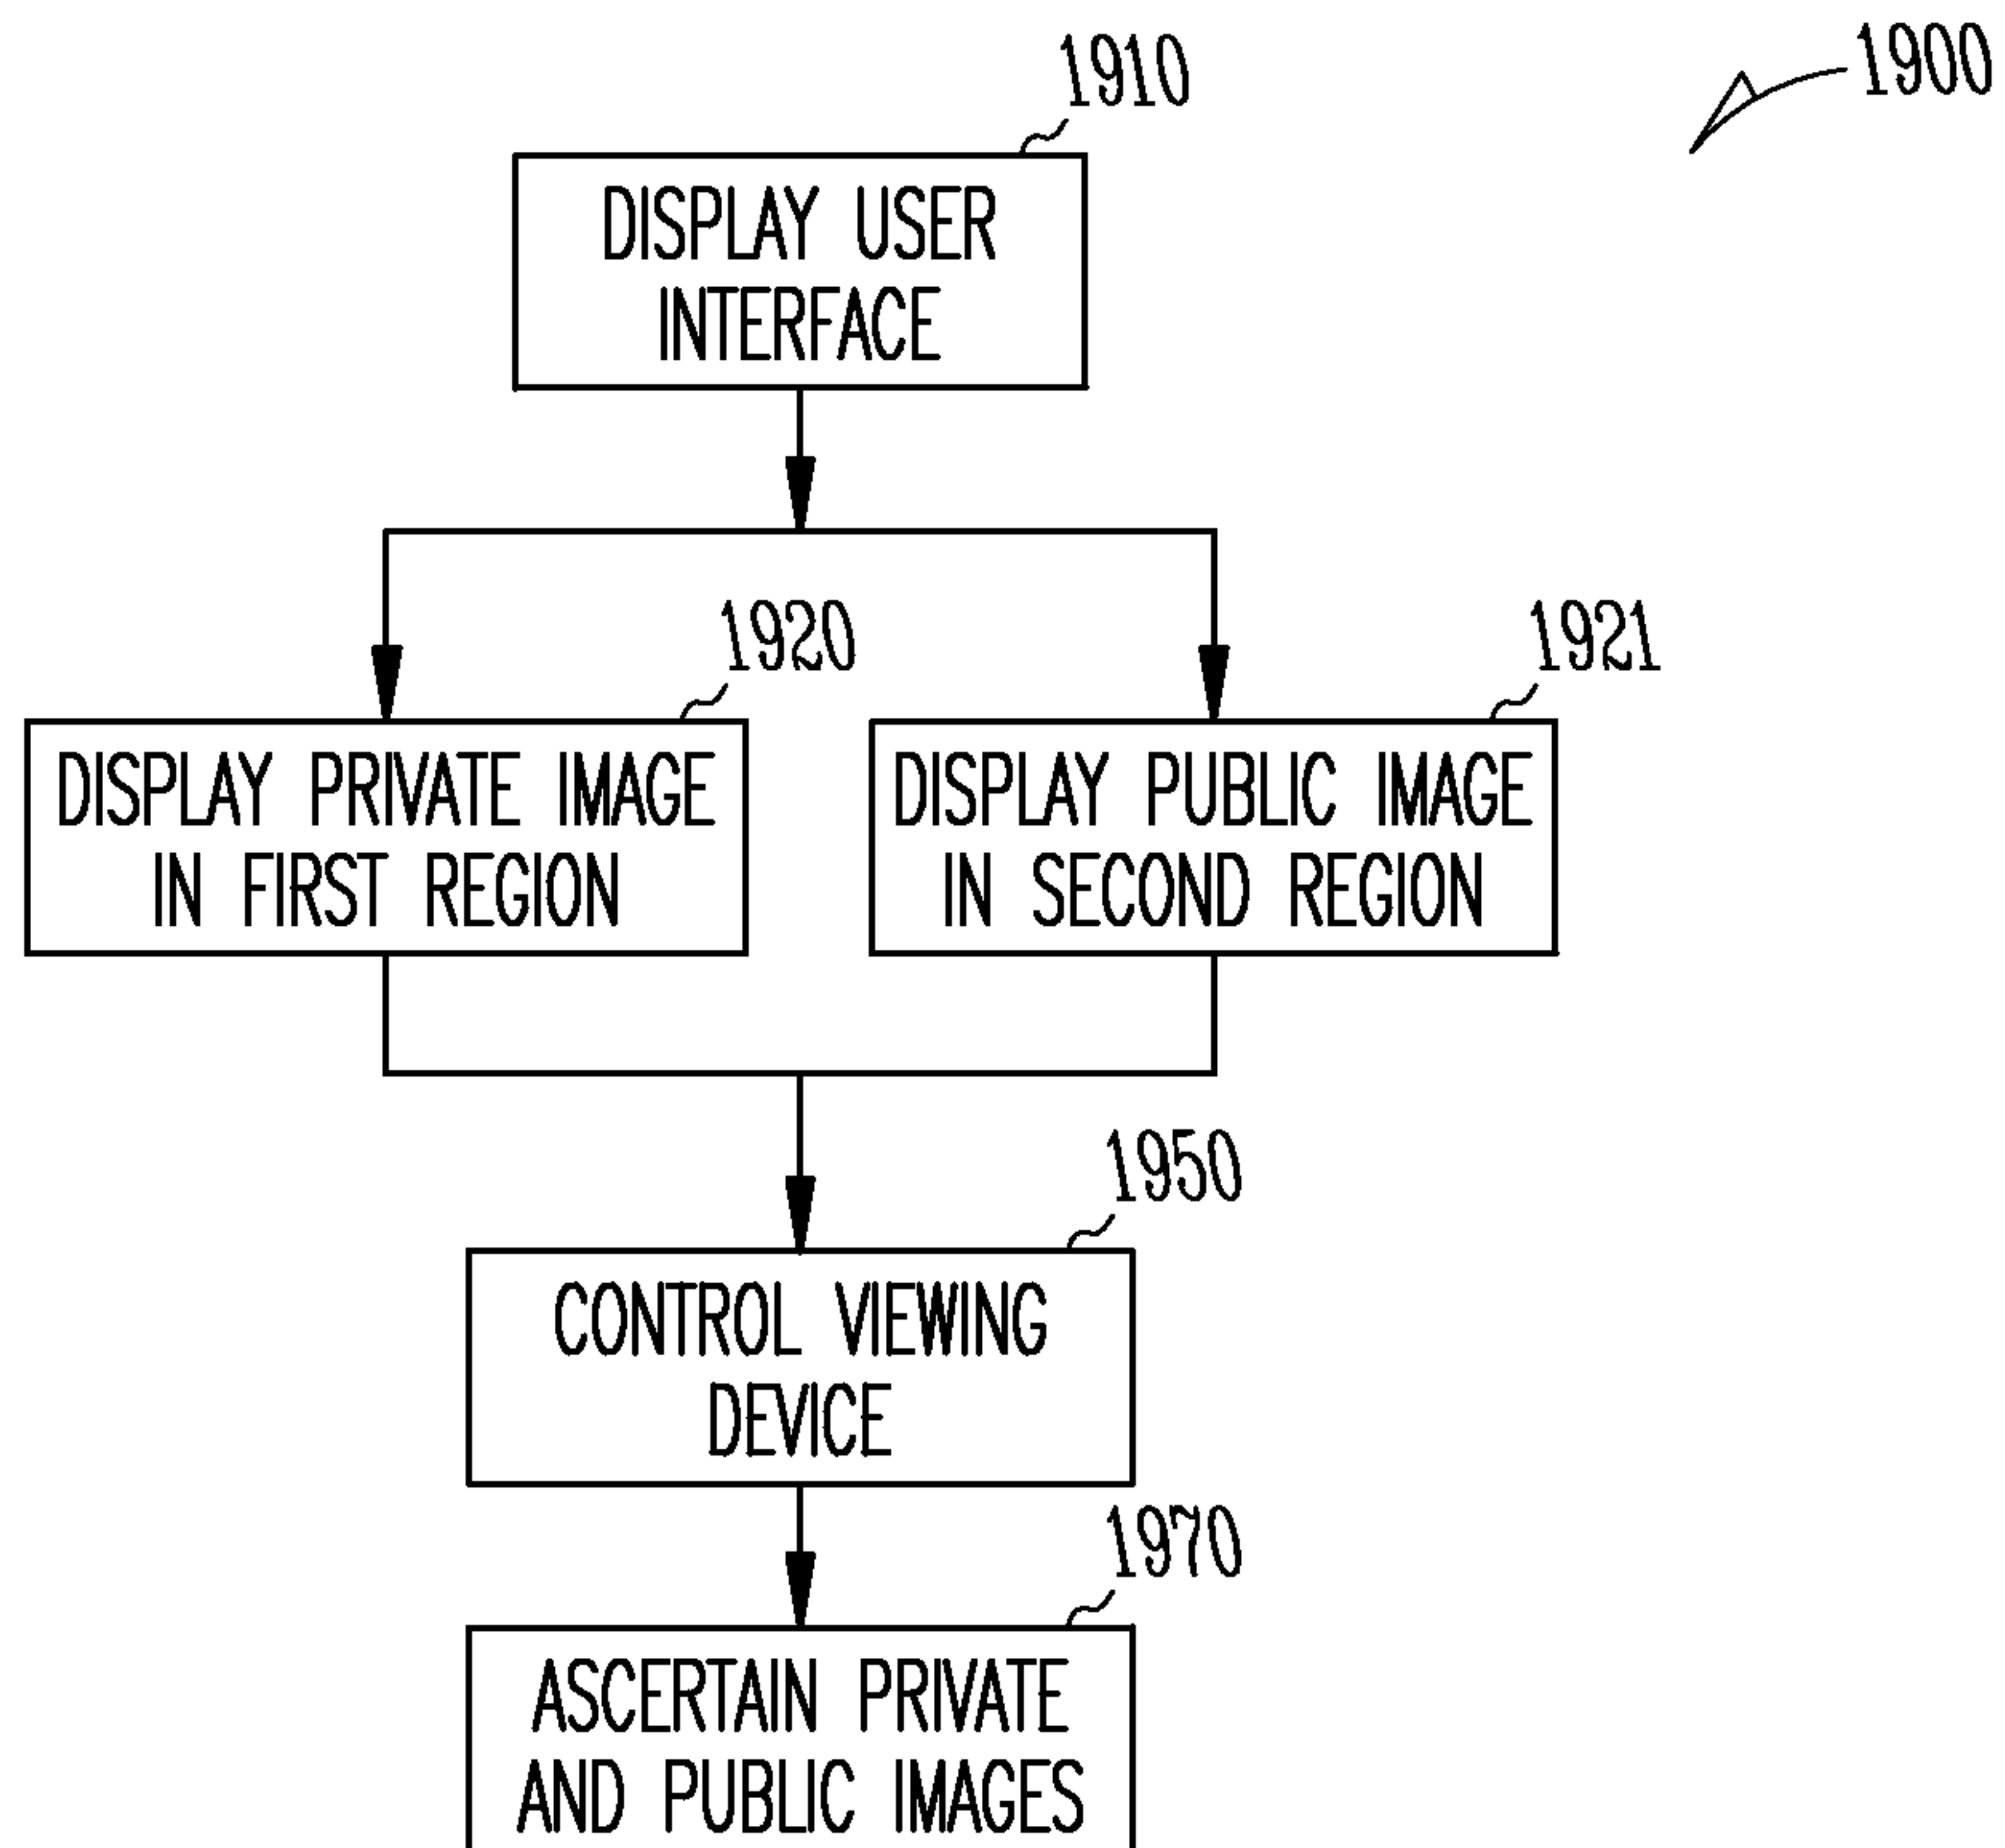 1900
1910
DISPLAY USER
INTERFACE
1920
DISPLAY PRIVATE IMAGE
IN FIRST REGION
1921
DISPLAY PUBLIC IMAGE
IN SECOND REGION
1950
CONTROL VIEWING
DEVICE
1970
ASCERTAIN PRIVATE
AND PUBLIC IMAGES